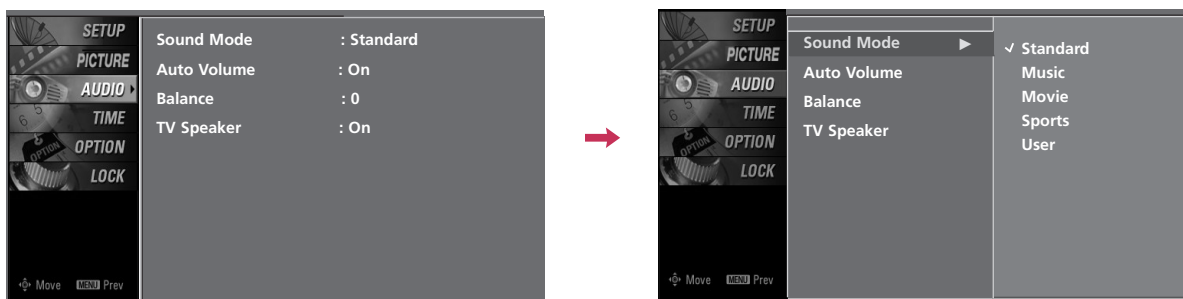 SETUP
PICTURE
AUDIO
TIME
OPTION
LOCK
Move MENU Prev
Sound Mode : Standard
Auto Volume : On
Balance : 0
TV Speaker : On
SETUP
PICTURE
AUDIO
TIME
OPTION
LOCK
Move MENU Prev
Sound Mode ►
Auto Volume
Balance
TV Speaker
✓ Standard
Music
Movie
Sports
User